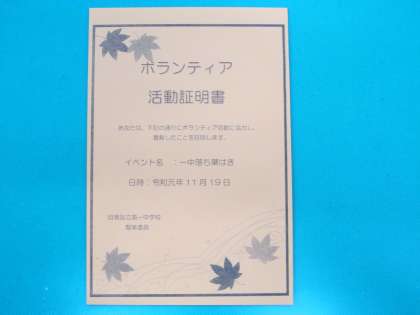 ボランティア
活動証明書
あなたは、下記の通りにボランティア活動に協力し、
貢献したことを証明します。
イベント名 ：一中落ち葉はき
日時：令和元年11月19日